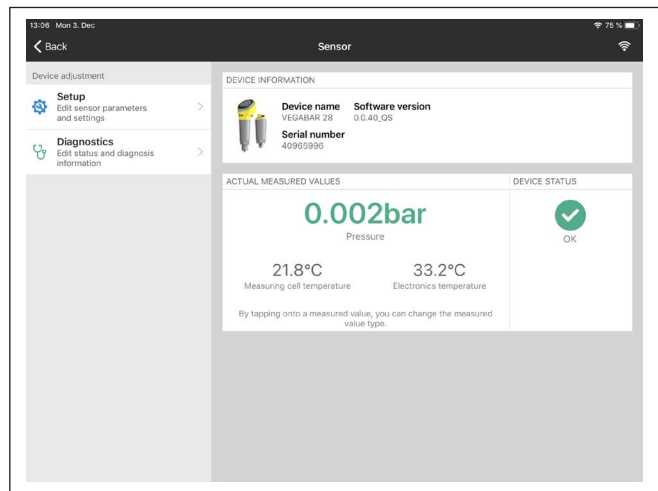 13:06 Mon 3. Dec
75 %
Back
Sensor
Device adjustment
Setup
Edit sensor parameters
and settings
Diagnostics
Edit status and diagnosis
information
DEVICE INFORMATION
Device name
VEGABAR 28
Software version
0.0.40_QS
Serial number
40965996
ACTUAL MEASURED VALUES
0.002bar
Pressure
21.8°C
Measuring cell temperature
33.2°C
Electronics temperature
By tapping onto a measured value, you can change the measured
value type.
DEVICE STATUS
OK